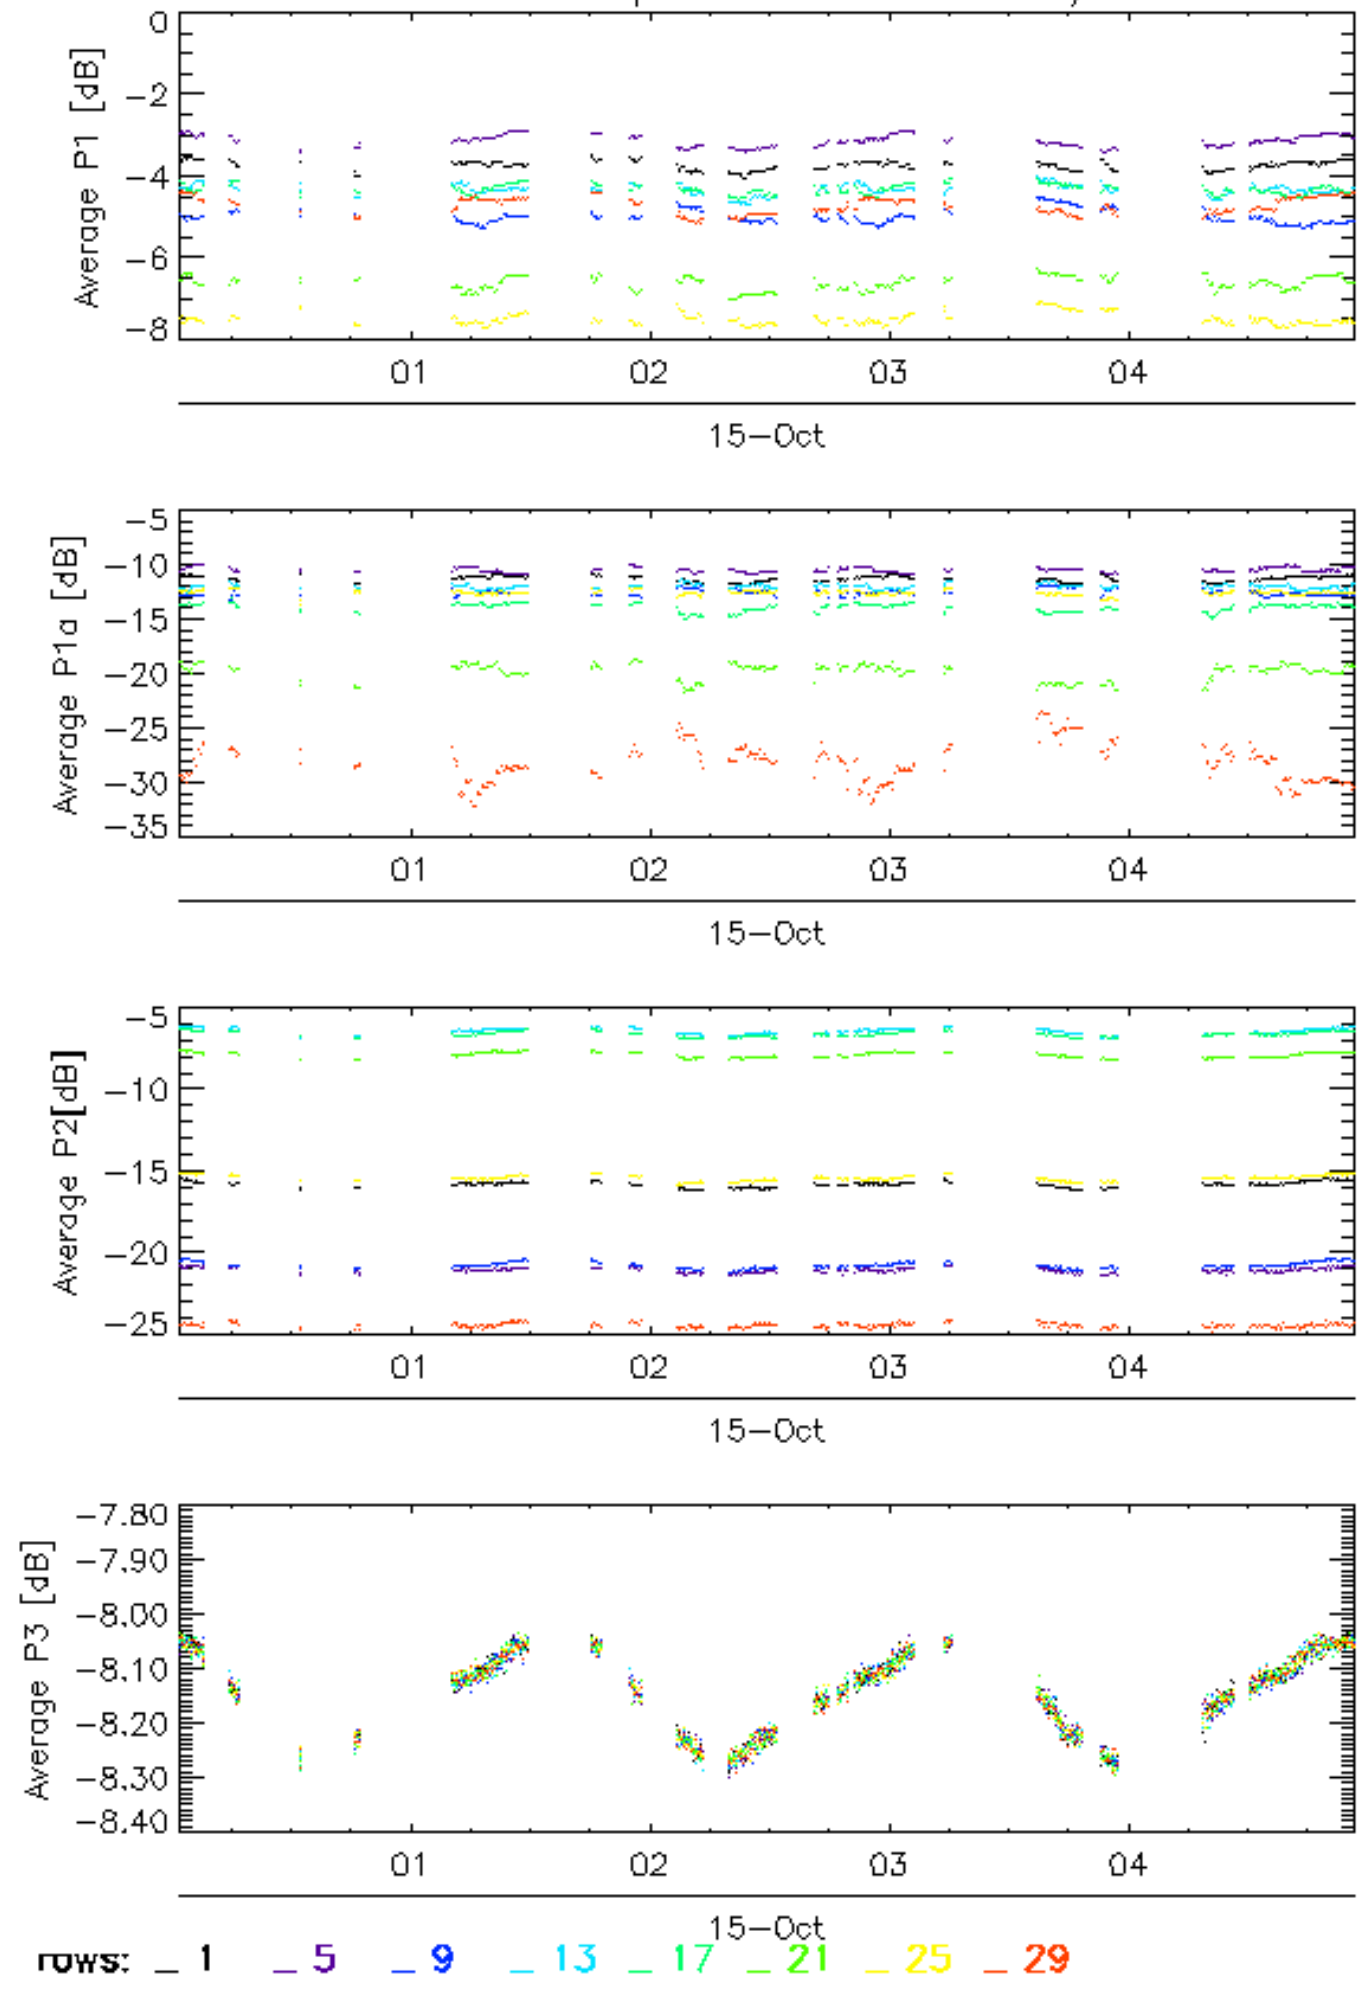 0
-2
-4
-6
-8
Average P1 [dB]
01 02 03 04
15-Oct
-5
-10
-15
-20
-25
-30
-35
Average P1a [dB]
01 02 03 04
15-Oct
-5
-10
-15
-20
-25
Average P2[dB]
01 02 03 04
15-Oct
-7.80
-7.90
-8.00
-8.10
-8.20
-8.30
-8.40
Average P3 [dB]
01 02 03 04
15-Oct
rows: _ 1 _ 5 _ 9 _ 13 _ 17 _ 21 _ 25 _ 29